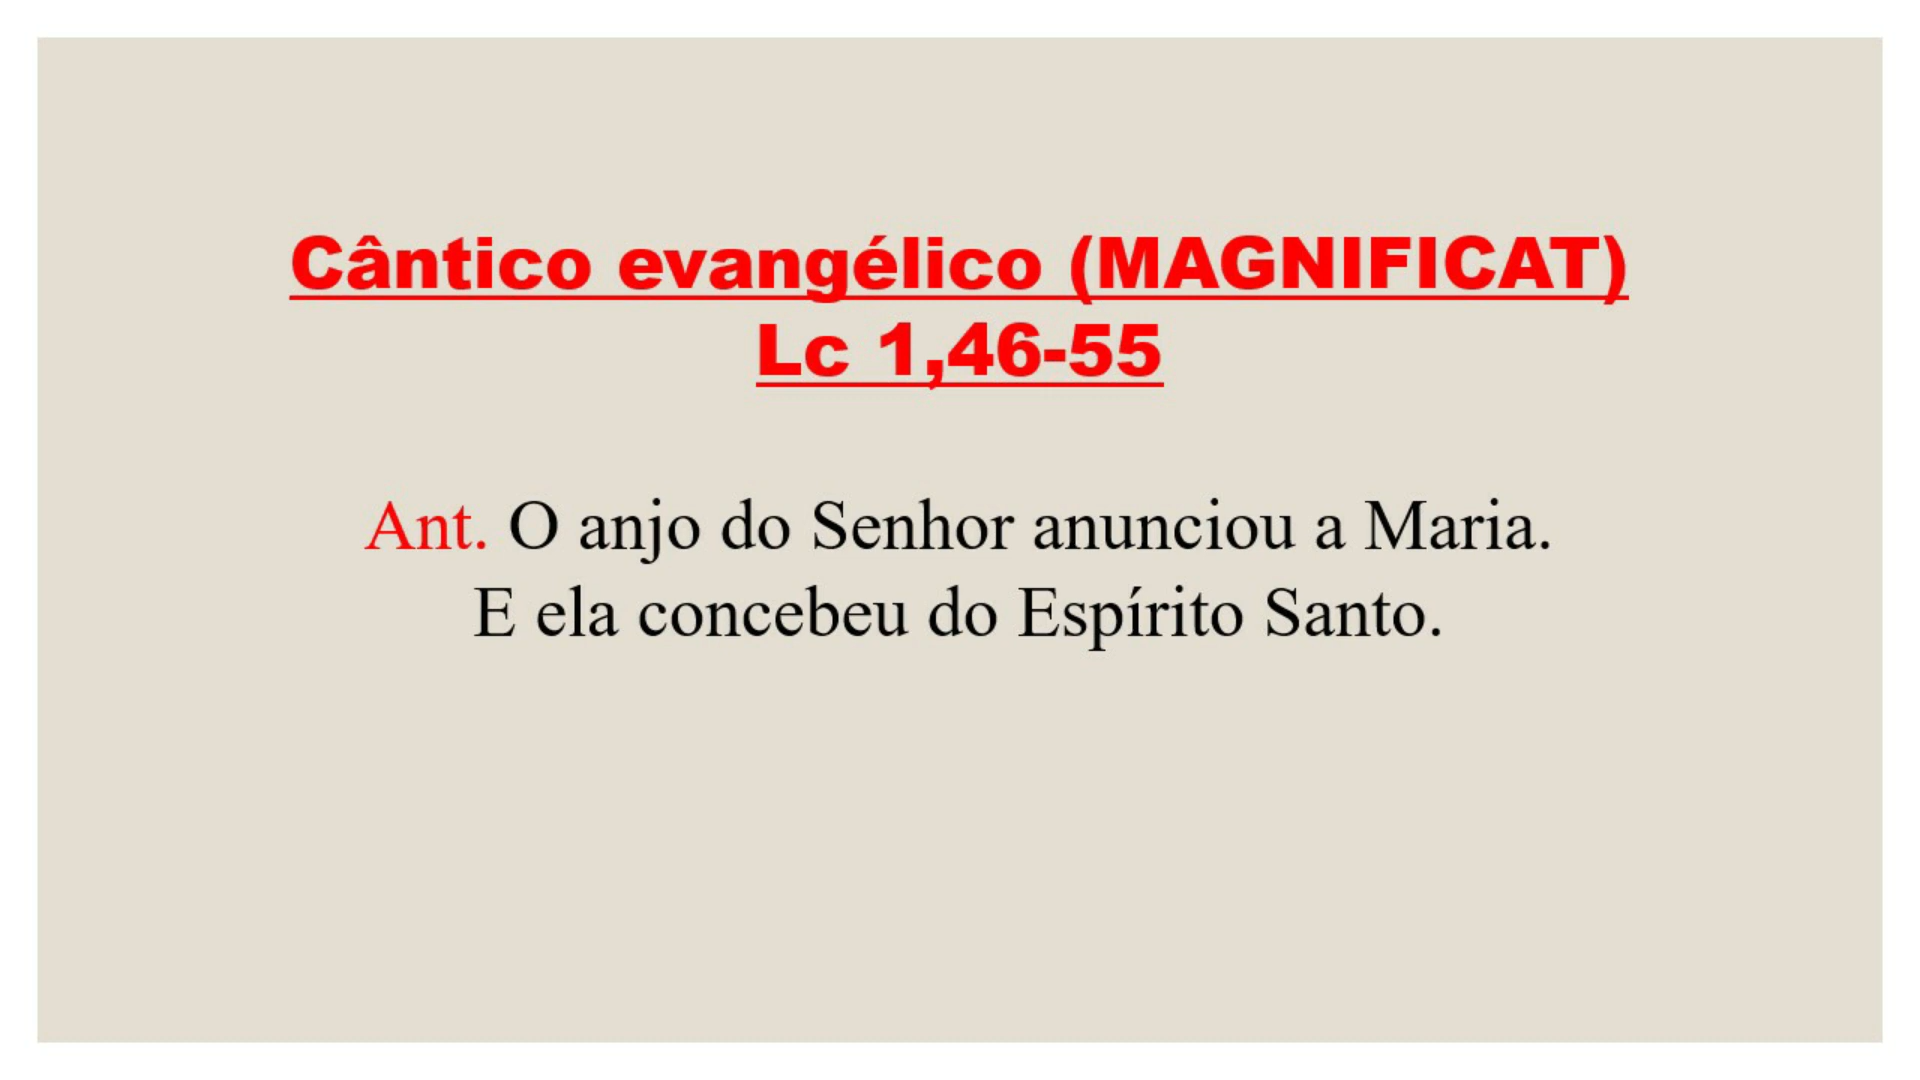 Cântico evangélico (MAGNIFICAT)
Lc 1,46-55
Ant. O anjo do Senhor anunciou a Maria.
E ela concebeu do Espírito Santo.